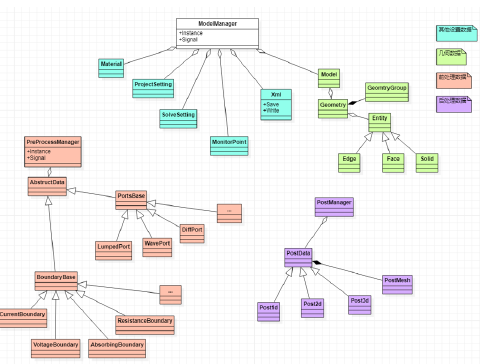 ModelManager
+Instance
+Signal
其他设置数据
几何数据
前处理数据
后处理数据
Material
ProjectSetting
SolveSetting
MonitorPoint
Xml
+Save
+Write
Model
GeomtryGroup
Geometry
Entity
Edge
Face
Solid
PreProcessManager
+Instance
+Signal
AbstructData
PortsBase
...
LumpedPort
WavePort
DiffPort
BoundaryBase
...
CurrentBoundary
ResistanceBoundary
VoltageBoundary
AbsorbingBoundary
PostManager
PostData
PostMesh
Post1d
Post2d
Post3d